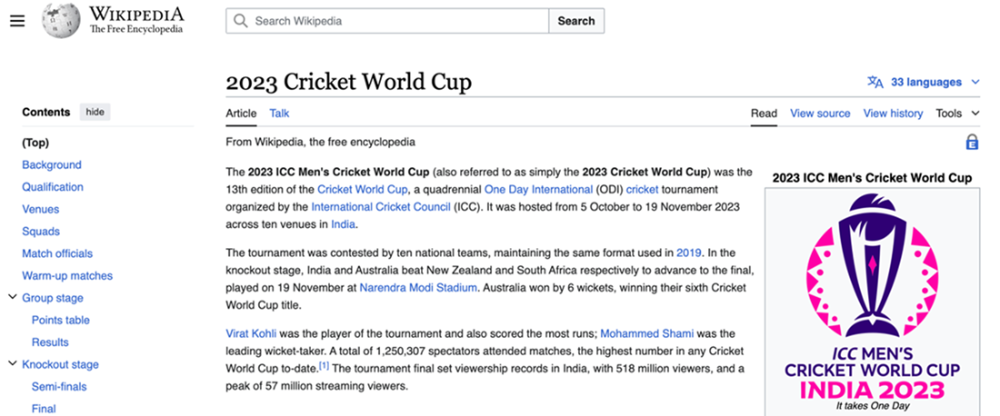 WIKIPEDIA
The Free Encyclopedia
Search Wikipedia
Search
2023 Cricket World Cup
33 languages
Contents hide
Article Talk
Read View source View history Tools
(Top)
Background
Qualification
Venues
Squads
Match officials
Warm-up matches
Group stage
Points table
Results
Knockout stage
Semi-finals
Final
From Wikipedia, the free encyclopedia
The 2023 ICC Men's Cricket World Cup (also referred to as simply the 2023 Cricket World Cup) was the
13th edition of the Cricket World Cup, a quadrennial One Day International (ODI) cricket tournament
organized by the International Cricket Council (ICC). It was hosted from 5 October to 19 November 2023
across ten venues in India.
The tournament was contested by ten national teams, maintaining the same format used in 2019. In the
knockout stage, India and Australia beat New Zealand and South Africa respectively to advance to the final,
played on 19 November at Narendra Modi Stadium. Australia won by 6 wickets, winning their sixth Cricket
World Cup title.
Virat Kohli was the player of the tournament and also scored the most runs; Mohammed Shami was the
leading wicket-taker. A total of 1,250,307 spectators attended matches, the highest number in any Cricket
World Cup to-date.[1] The tournament final set viewership records in India, with 518 million viewers, and a
peak of 57 million streaming viewers.
2023 ICC Men's Cricket World Cup
ICC MEN'S
CRICKET WORLD CUP
INDIA 2023
It takes One Day